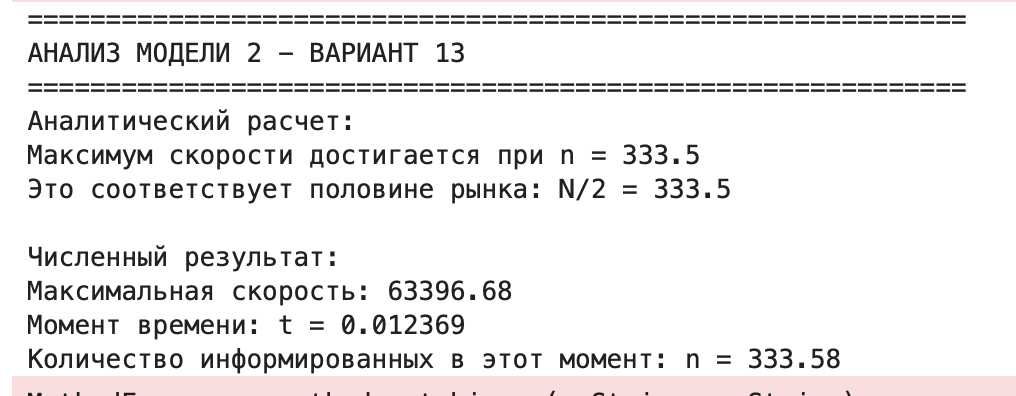 ============================================================
АНАЛИЗ МОДЕЛИ 2 – ВАРИАНТ 13
============================================================
Аналитический расчет:
Максимум скорости достигается при n = 333.5
Это соответствует половине рынка: N/2 = 333.5
Численный результат:
Максимальная скорость: 63396.68
Момент времени: t = 0.012369
Количество информированных в этот момент: n = 333.58